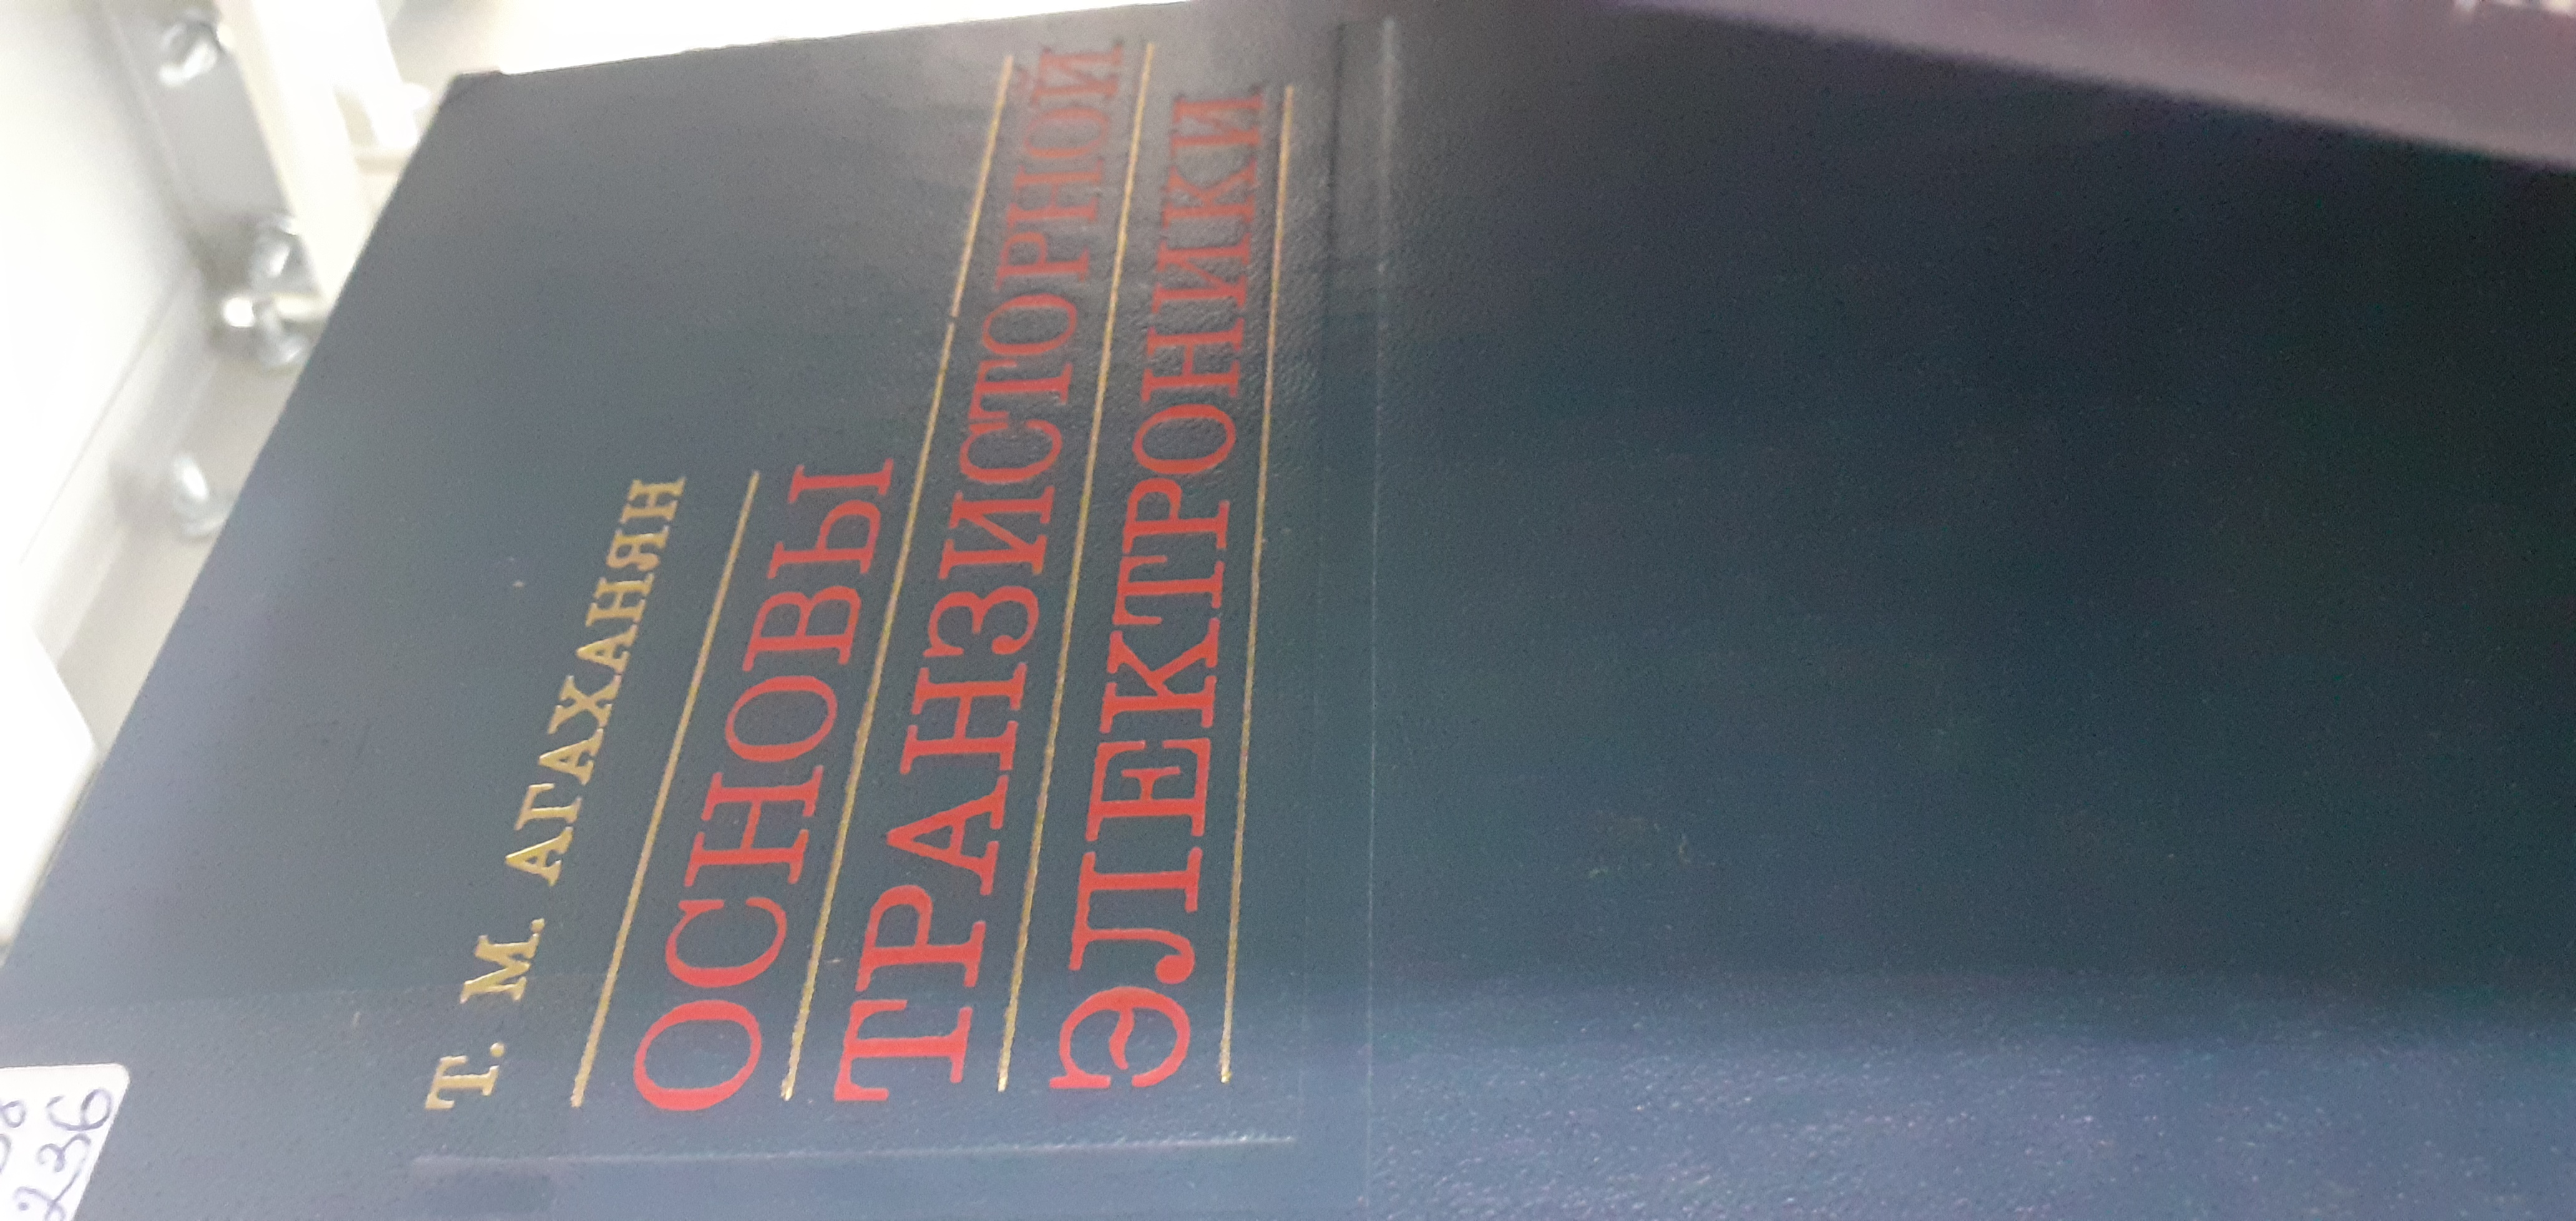 Т. М. АГАХАНЯН
ОСНОВЫ
ТРАНЗИСТОРНОЙ
ЭЛЕКТРОНИКИ
236